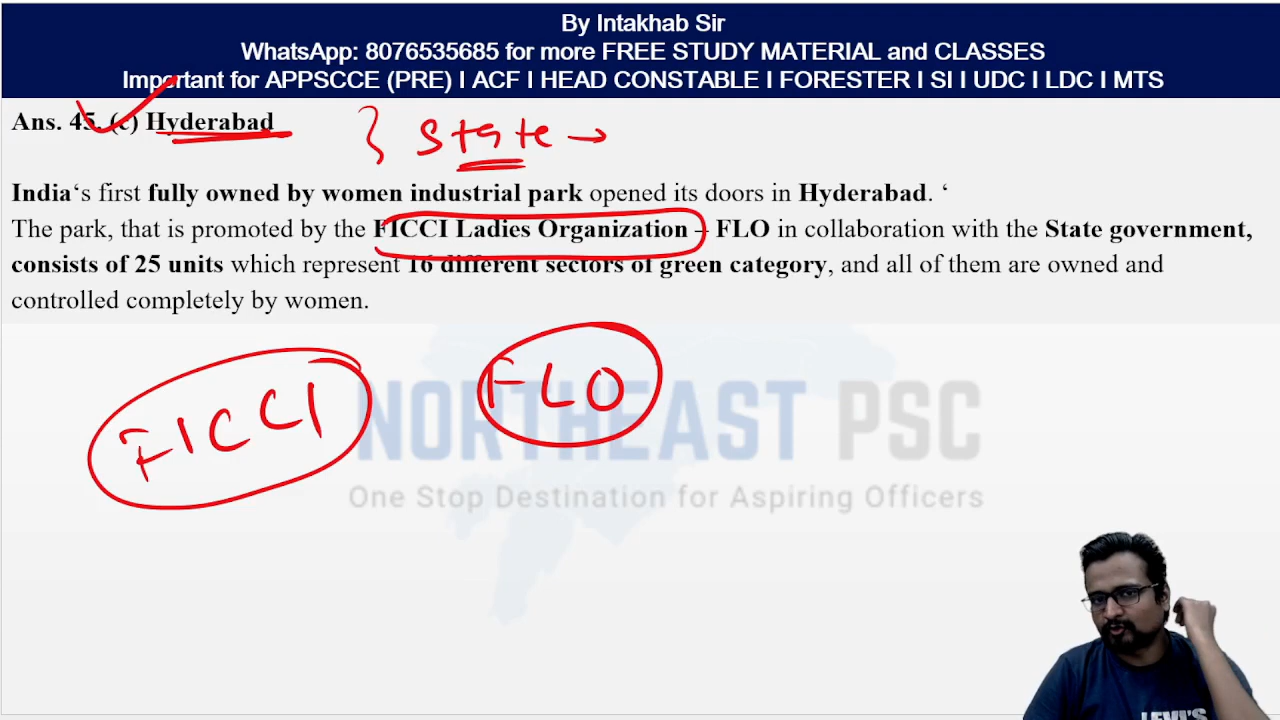 By Intakhab Sir
WhatsApp: 8076535685 for more FREE STUDY MATERIAL and CLASSES
Important for APPSCCE (PRE) I ACF I HEAD CONSTABLE I FORESTER I SI I UDC I LDC I MTS
Ans. 45. (c) Hyderabad } State →
India‘s first fully owned by women industrial park opened its doors in Hyderabad. ‘
The park, that is promoted by the FICCI Ladies Organization – FLO in collaboration with the State government,
consists of 25 units which represent 16 different sectors of green category, and all of them are owned and
controlled completely by women.
FICCI FLO
NORTHEAST PSC
One Stop Destination for Aspiring Officers
LEVI'S